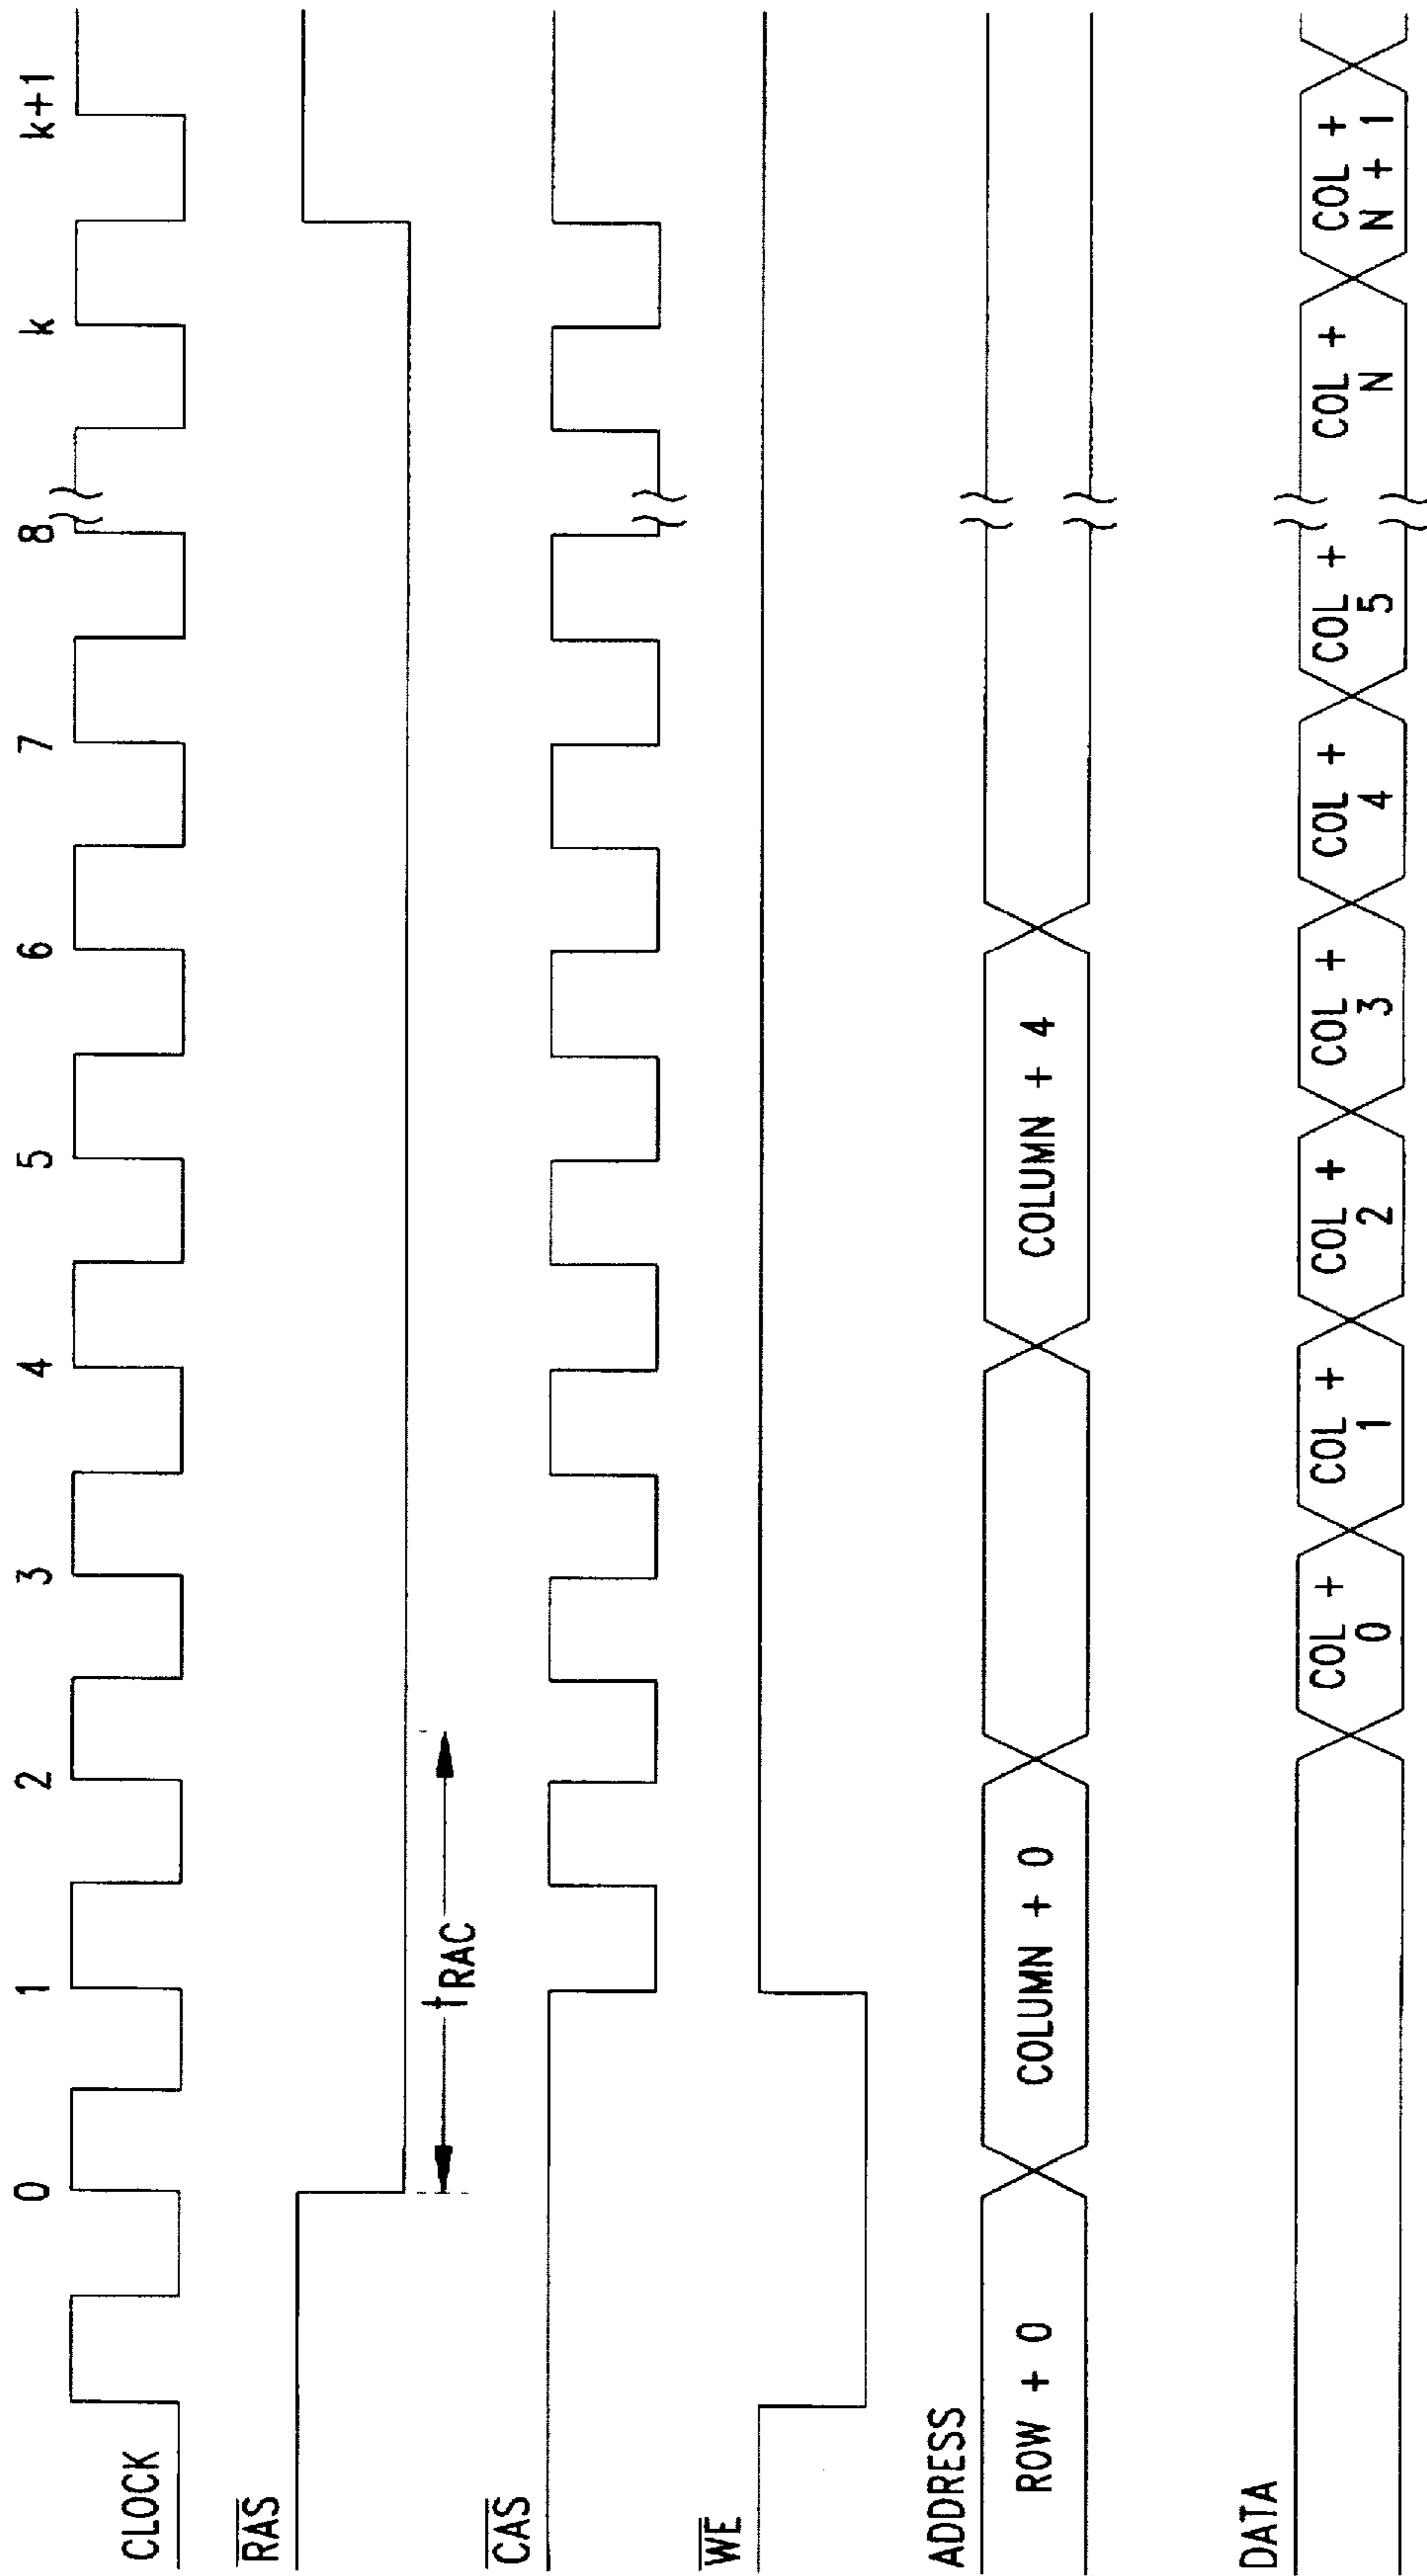 0 1 2 3 4 5 6 7 8 k k+1
CLOCK
RAS
tRAC
CAS
WE
ADDRESS
ROW + 0 COLUMN + 0 COLUMN + 4
DATA
COL + COL + COL + COL + COL + COL + COL + COL +
0 1 2 3 4 5 N N + 1